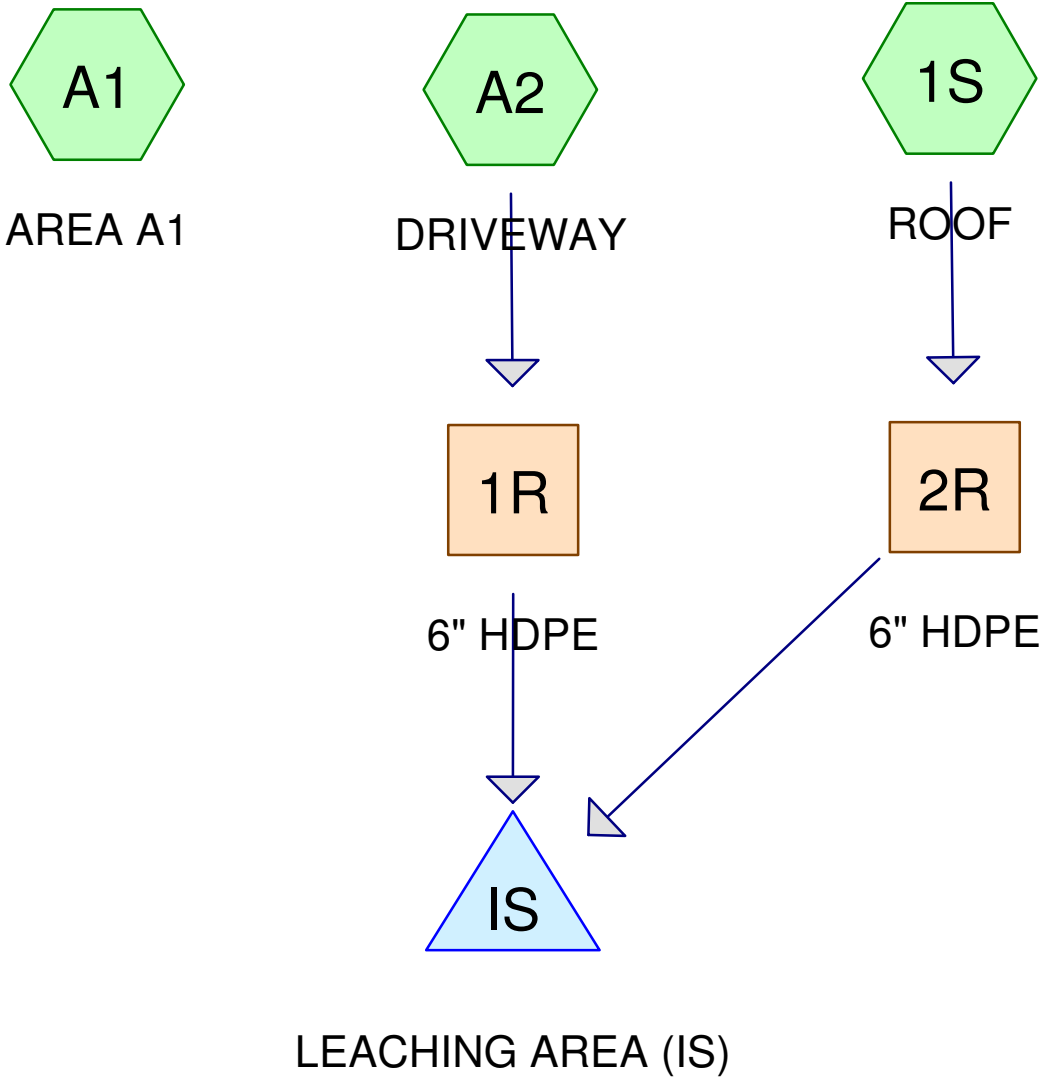 A1
A2
1S
AREA A1
DRIVEWAY
ROOF
1R
2R
6" HDPE
6" HDPE
IS
LEACHING AREA (IS)